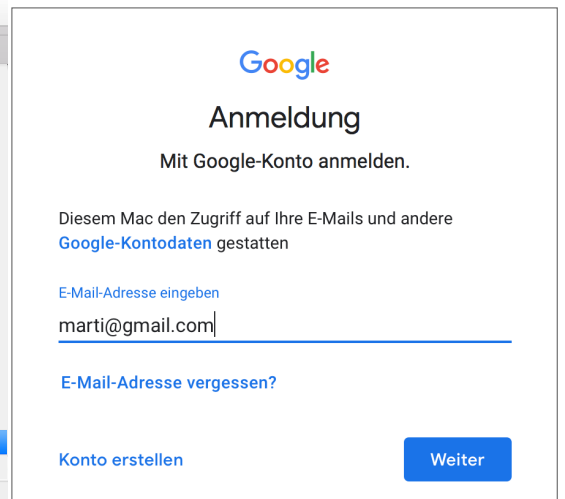 Google
Anmeldung
Mit Google-Konto anmelden.
Diesem Mac den Zugriff auf Ihre E-Mails und andere
Google-Kontodaten gestatten
E-Mail-Adresse eingeben
marti@gmail.com
E-Mail-Adresse vergessen?
Konto erstellen
Weiter